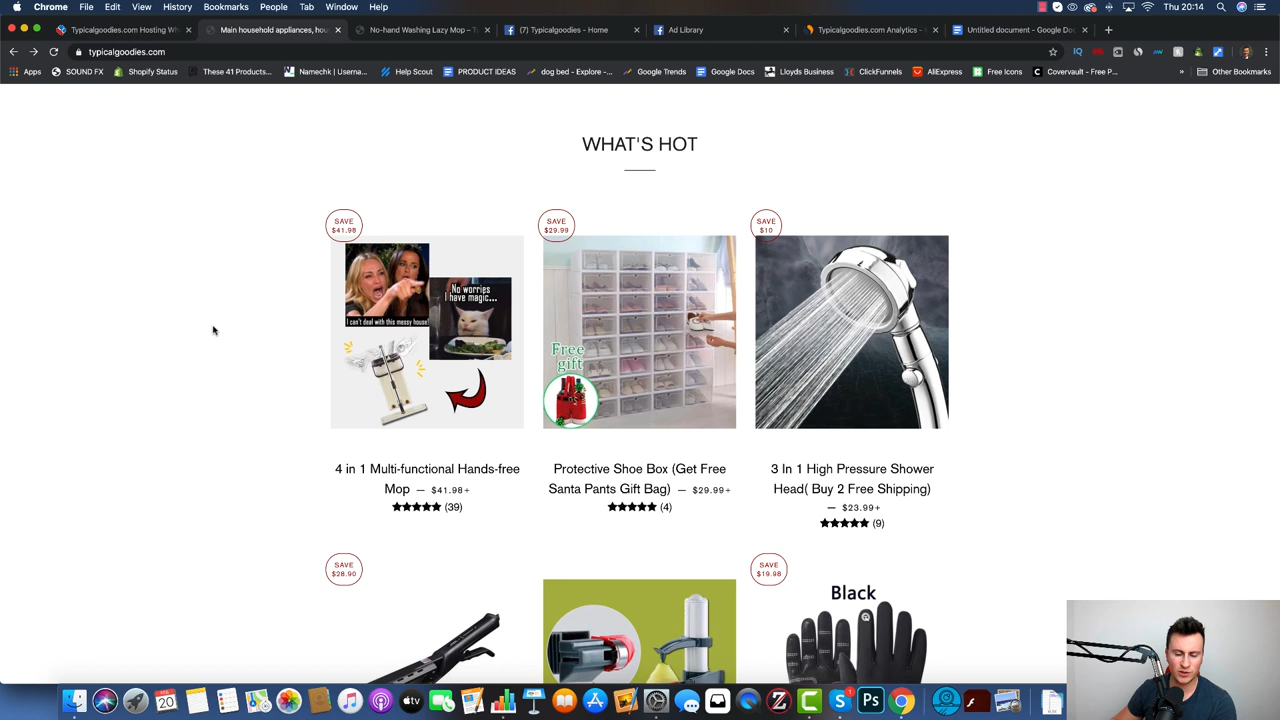 Chrome File Edit View History Bookmarks People Tab Window Help Thu 20:14
Typicalgoodies.com Hosting Wh
Main household appliances, hou
No-hand Washing Lazy Mop – T
(7) Typicalgoodies - Home
Ad Library
Typicalgoodies.com Analytics -
Untitled document - Google Do
typicalgoodies.com
Apps SOUND FX Shopify Status These 41 Products... Namechk | Userna... Help Scout PRODUCT IDEAS dog bed - Explore -... Google Trends Google Docs Lloyds Business ClickFunnels AliExpress Free Icons Covervault - Free P... » Other Bookmarks
WHAT'S HOT
SAVE
$41.98
I can't deal with this messy house!
No worries
I have magic...
4 in 1 Multi-functional Hands-free
Mop — $41.98+
(39)
SAVE
$29.99
Free
gift
Protective Shoe Box (Get Free
Santa Pants Gift Bag) — $29.99+
(4)
SAVE
$10
3 In 1 High Pressure Shower
Head( Buy 2 Free Shipping)
— $23.99+
(9)
SAVE
$28.90
SAVE
$19.98
Black
tv
Ps